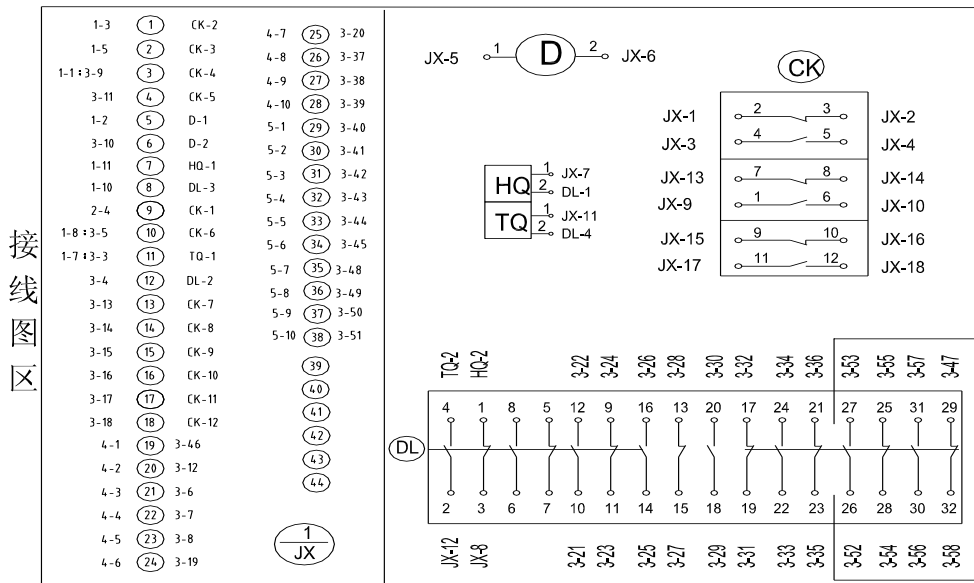 接线图区
1-3 1 CK-2
1-5 2 CK-3
1-1:3-9 3 CK-4
3-11 4 CK-5
1-2 5 D-1
3-10 6 D-2
1-11 7 HQ-1
1-10 8 DL-3
2-4 9 CK-1
1-8:3-5 10 CK-6
1-7:3-3 11 TQ-1
3-4 12 DL-2
3-13 13 CK-7
3-14 14 CK-8
3-15 15 CK-9
3-16 16 CK-10
3-17 17 CK-11
3-18 18 CK-12
4-1 19 3-46
4-2 20 3-12
4-3 21 3-6
4-4 22 3-7
4-5 23 3-8
4-6 24 3-19
4-7 25 3-20
4-8 26 3-37
4-9 27 3-38
4-10 28 3-39
5-1 29 3-40
5-2 30 3-41
5-3 31 3-42
5-4 32 3-43
5-5 33 3-44
5-6 34 3-45
5-7 35 3-48
5-8 36 3-49
5-9 37 3-50
5-10 38 3-51
39
40
41
42
43
44
1
JX
JX-5 1 D 2 JX-6
CK
JX-1 2 3 JX-2
JX-3 4 5 JX-4
JX-13 7 8 JX-14
JX-9 1 6 JX-10
JX-15 9 10 JX-16
JX-17 11 12 JX-18
HQ 1 JX-7
2 DL-1
TQ 1 JX-11
2 DL-4
TQ-2 HQ-2 3-22 3-24 3-26 3-28 3-30 3-32 3-34 3-36 3-53 3-55 3-57 3-47
4 1 8 5 12 9 16 13 20 17 24 21 27 25 31 29
DL
2 3 6 7 10 11 14 15 18 19 22 23 26 28 30 32
JX-12 JX-8 3-21 3-23 3-25 3-27 3-29 3-31 3-33 3-35 3-52 3-54 3-56 3-58